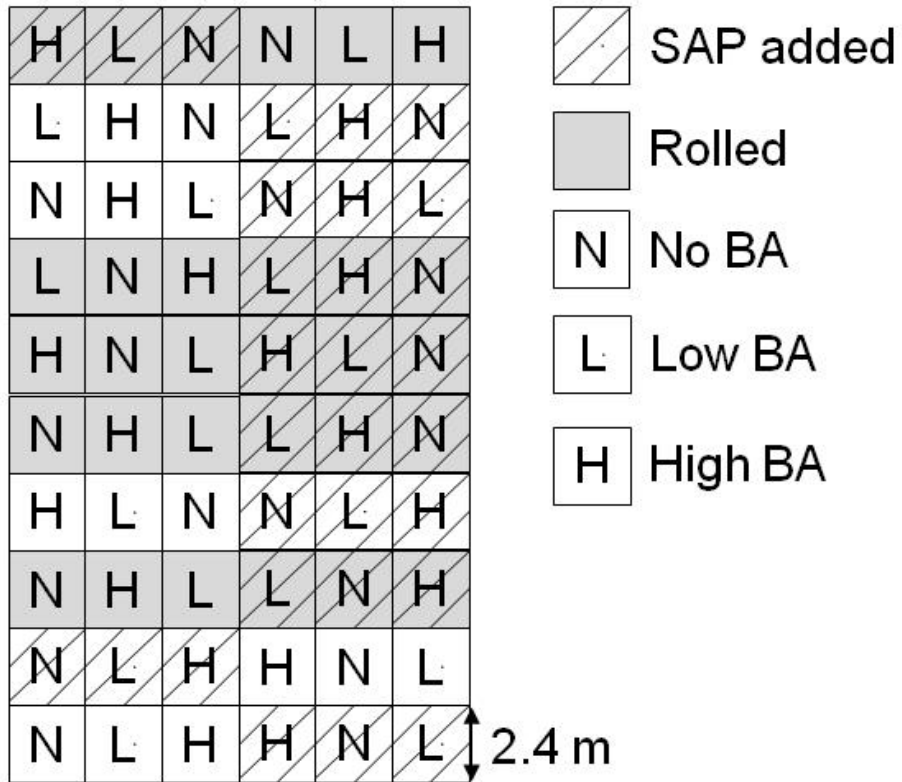 H L N N L H
L H N L H N
N H L N H L
L N H L H N
H N L H L N
N H L L H N
H L N N L H
N H L L N H
N L H H N L
N L H H N L
2.4 m
SAP added
Rolled
N No BA
L Low BA
H High BA